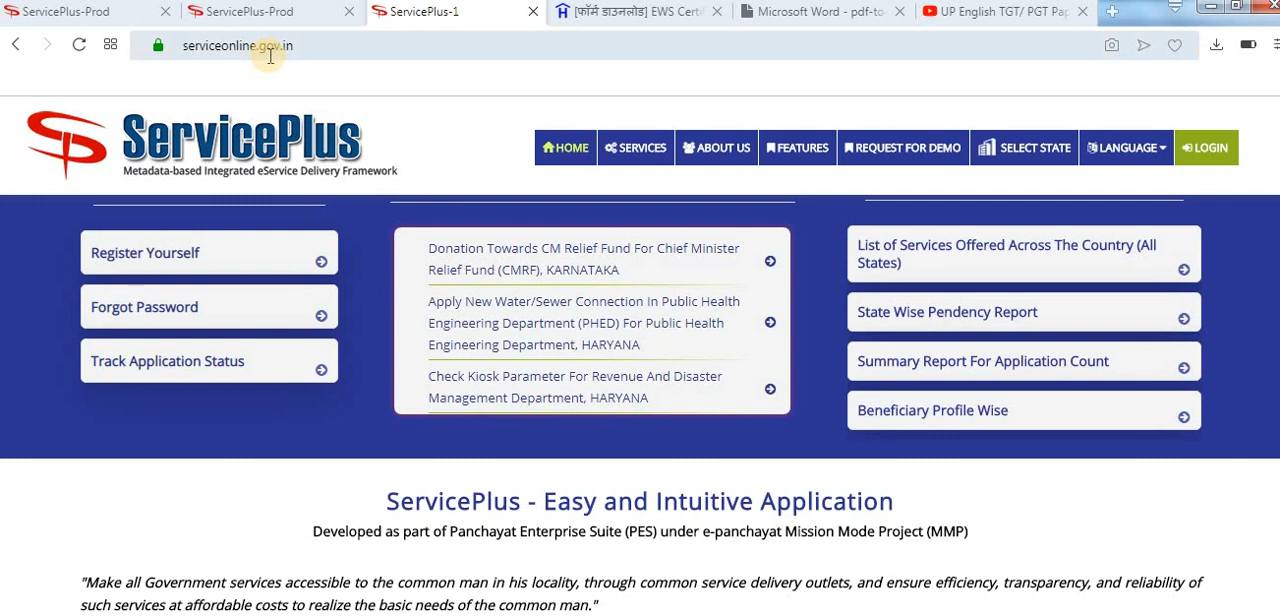 ServicePlus-Prod
ServicePlus-Prod
ServicePlus-1
[फॉर्म डाउनलोड] EWS Certi
Microsoft Word - pdf-to-
UP English TGT/ PGT Pap
serviceonline.gov.in
ServicePlus
Metadata-based Integrated eService Delivery Framework
HOME
SERVICES
ABOUT US
FEATURES
REQUEST FOR DEMO
SELECT STATE
LANGUAGE
LOGIN
Register Yourself
Forgot Password
Track Application Status
Donation Towards CM Relief Fund For Chief Minister
Relief Fund (CMRF), KARNATAKA
Apply New Water/Sewer Connection In Public Health
Engineering Department (PHED) For Public Health
Engineering Department, HARYANA
Check Kiosk Parameter For Revenue And Disaster
Management Department, HARYANA
List of Services Offered Across The Country (All
States)
State Wise Pendency Report
Summary Report For Application Count
Beneficiary Profile Wise
ServicePlus - Easy and Intuitive Application
Developed as part of Panchayat Enterprise Suite (PES) under e-panchayat Mission Mode Project (MMP)
"Make all Government services accessible to the common man in his locality, through common service delivery outlets, and ensure efficiency, transparency, and reliability of
such services at affordable costs to realize the basic needs of the common man."